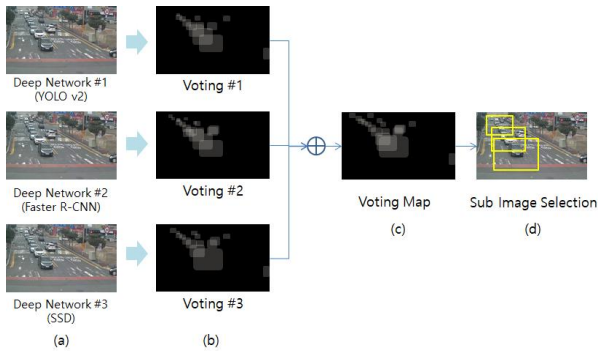 Deep Network #1
(YOLO v2)
Voting #1
Deep Network #2
(Faster R-CNN)
Voting #2
Voting Map
Sub Image Selection
(c)
(d)
Deep Network #3
(SSD)
Voting #3
(a)
(b)